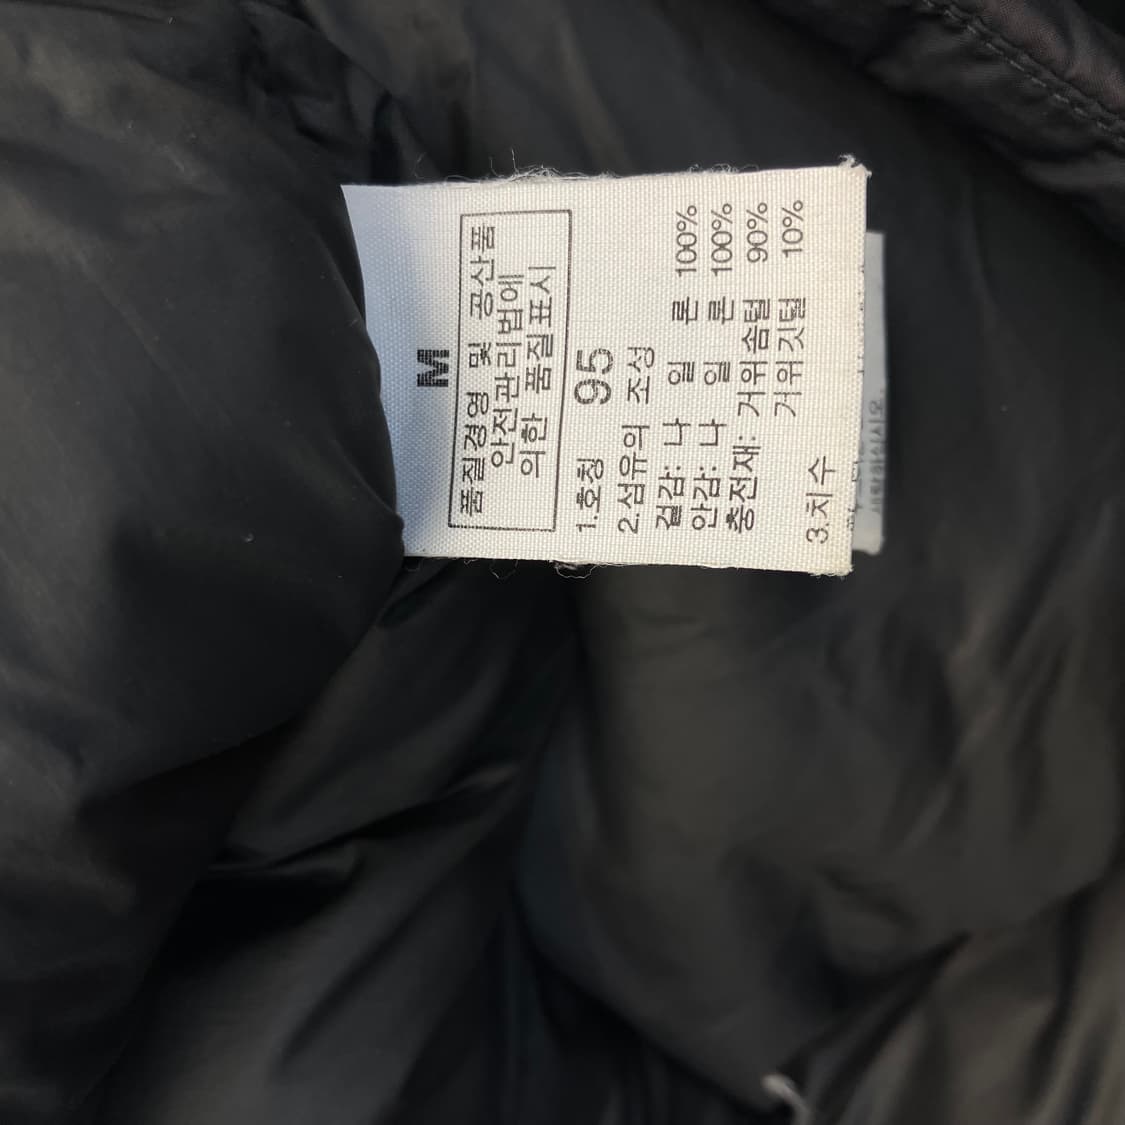 M
품질경영 및 공산품
안전관리법에
의한 품질표시
1.호칭 95
2.섬유의 조성
겉감: 나 일 론 100%
안감: 나 일 론 100%
충전재: 거위솜털 90%
거위깃털 10%
3.치수